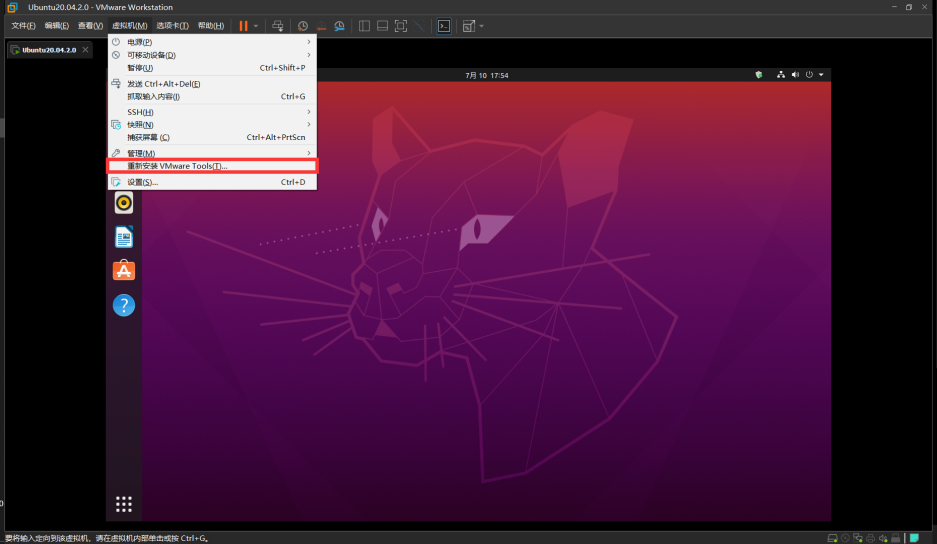 Ubuntu20.04.2.0 - VMware Workstation
文件(F) 编辑(E) 查看(V) 虚拟机(M) 选项卡(T) 帮助(H)
Ubuntu20.04.2.0
电源(P)
可移动设备(D)
暂停(U) Ctrl+Shift+P
发送 Ctrl+Alt+Del(E)
抓取输入内容(I) Ctrl+G
SSH(H)
快照(N)
捕获屏幕 (C) Ctrl+Alt+PrtScn
管理(M)
重新安装 VMware Tools(T)...
设置(S)... Ctrl+D
7月 10 17:54
要将输入定向到该虚拟机，请在虚拟机内部单击或按 Ctrl+G。